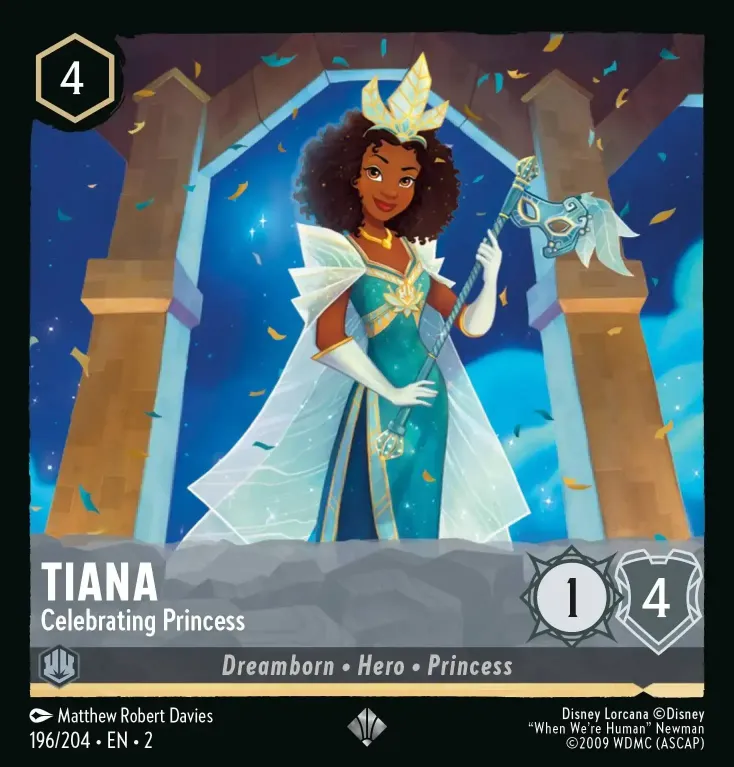 4
TIANA
Celebrating Princess
1
4
Dreamborn • Hero • Princess
Matthew Robert Davies
196/204 • EN • 2
Disney Lorcana ©Disney
“When We’re Human” Newman
©2009 WDMC (ASCAP)